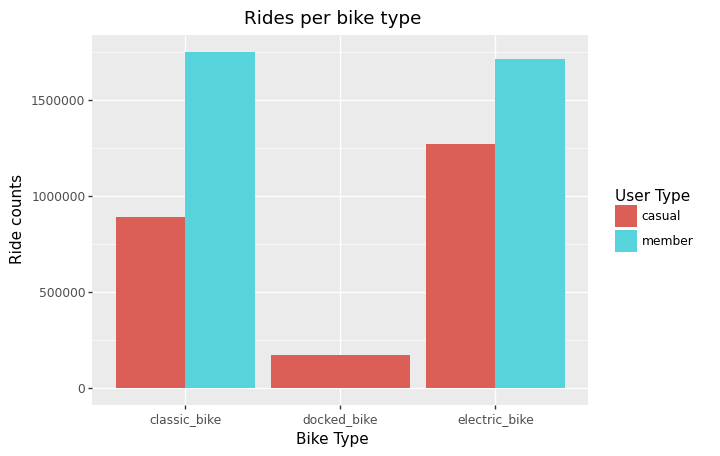 Rides per bike type
Ride counts
1500000
1000000
500000
0
classic_bike
docked_bike
electric_bike
Bike Type
User Type
casual
member